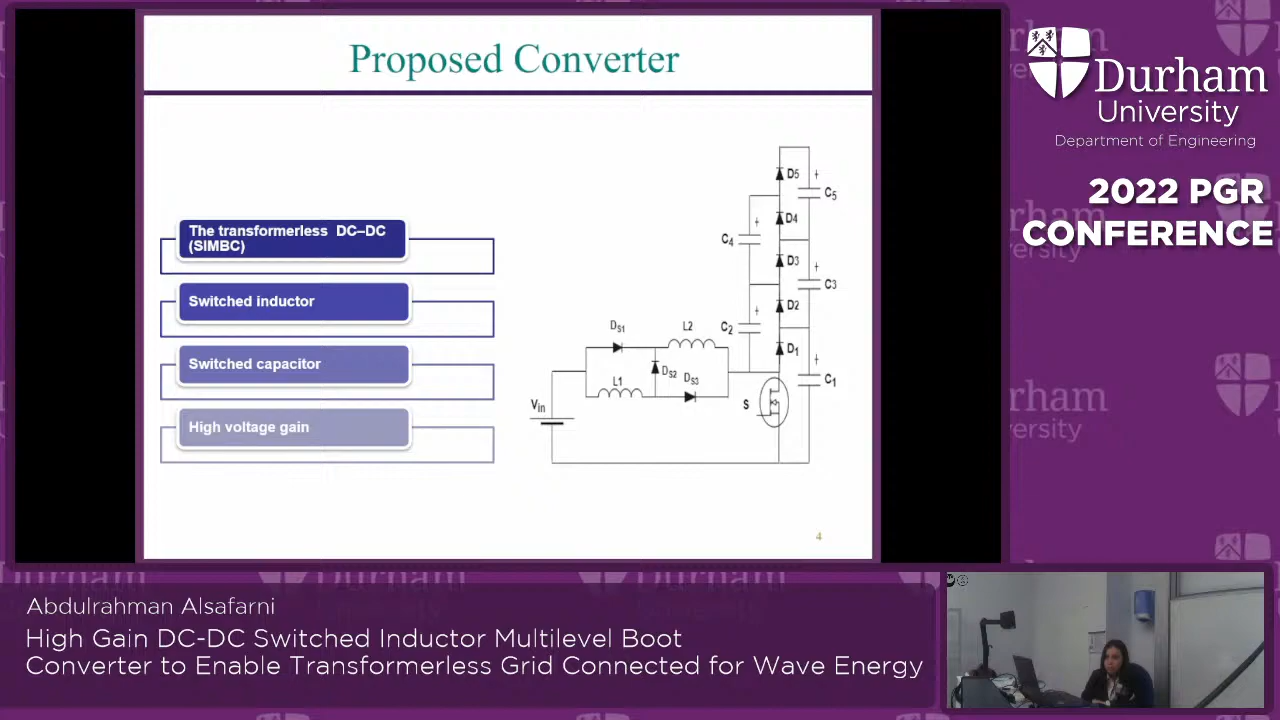 Proposed Converter
The transformerless DC–DC
(SIMBC)
Switched inductor
Switched capacitor
High voltage gain
D5
C5
D4
C4
D3
C3
D2
C2
D1
C1
DS1
L2
DS2
DS3
L1
S
Vin
4
Durham
University
Department of Engineering
2022 PGR
CONFERENCE
Abdulrahman Alsafarni
High Gain DC-DC Switched Inductor Multilevel Boot
Converter to Enable Transformerless Grid Connected for Wave Energy